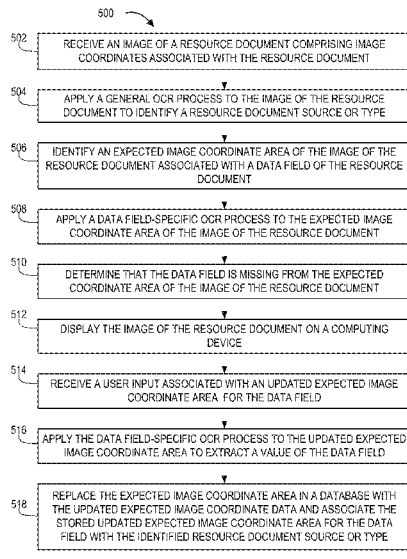 500
502
RECEIVE AN IMAGE OF A RESOURCE DOCUMENT COMPRISING IMAGE
COORDINATES ASSOCIATED WITH THE RESOURCE DOCUMENT
504
APPLY A GENERAL OCR PROCESS TO THE IMAGE OF THE RESOURCE
DOCUMENT TO IDENTIFY A RESOURCE DOCUMENT SOURCE OR TYPE
506
IDENTIFY AN EXPECTED IMAGE COORDINATE AREA OF THE IMAGE OF THE
RESOURCE DOCUMENT ASSOCIATED WITH A DATA FIELD OF THE RESOURCE
DOCUMENT
508
APPLY A DATA FIELD-SPECIFIC OCR PROCESS TO THE EXPECTED IMAGE
COORDINATE AREA OF THE IMAGE OF THE RESOURCE DOCUMENT
510
DETERMINE THAT THE DATA FIELD IS MISSING FROM THE EXPECTED
COORDINATE AREA OF THE IMAGE OF THE RESOURCE DOCUMENT
512
DISPLAY THE IMAGE OF THE RESOURCE DOCUMENT ON A COMPUTING
DEVICE
514
RECEIVE A USER INPUT ASSOCIATED WITH AN UPDATED EXPECTED IMAGE
COORDINATE AREA FOR THE DATA FIELD
516
APPLY THE DATA FIELD-SPECIFIC OCR PROCESS TO THE UPDATED EXPECTED
IMAGE COORDINATE AREA TO EXTRACT A VALUE OF THE DATA FIELD
518
REPLACE THE EXPECTED IMAGE COORDINATE AREA IN A DATABASE WITH
THE UPDATED EXPECTED IMAGE COORDINATE DATA AND ASSOCIATE THE
STORED UPDATED EXPECTED IMAGE COORDINATE AREA FOR THE DATA
FIELD WITH THE IDENTIFIED RESOURCE DOCUMENT SOURCE OR TYPE